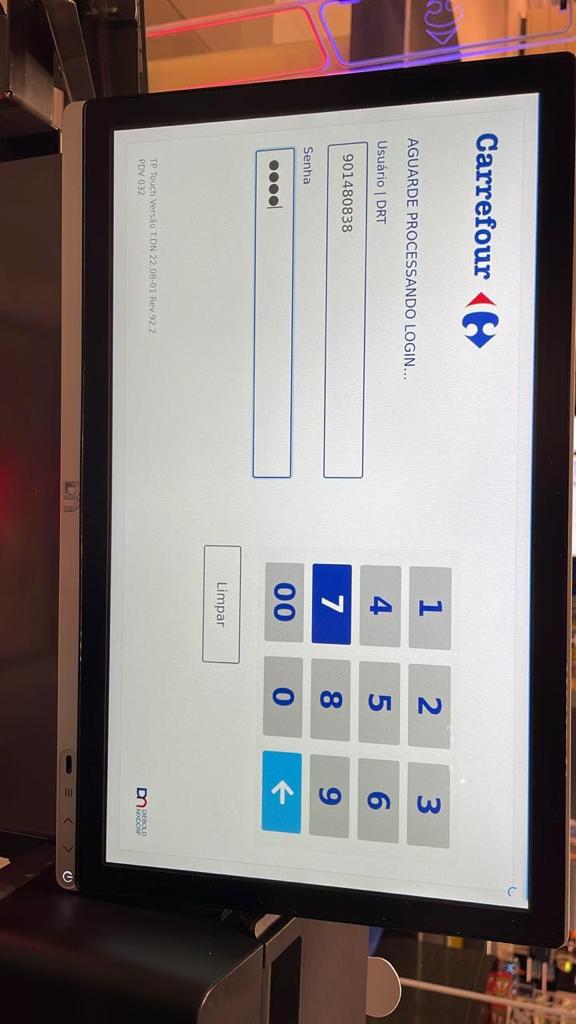 Carrefour
AGUARDE PROCESSANDO LOGIN...
Usuário | DRT
901480838
Senha
1 2 3
4 5 6
7 8 9
00 0
Limpar
TP Touch Versão T.DN.22.08-01 Rev.92.2
PDV 032
DN DIEBOLD
NIXDORF
DN